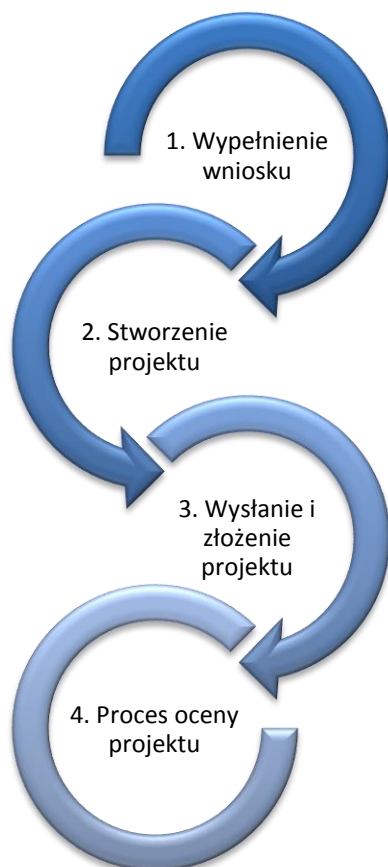 1. Wypełnienie
wniosku
2. Stworzenie
projektu
3. Wysłanie i
złożenie
projektu
4. Proces oceny
projektu